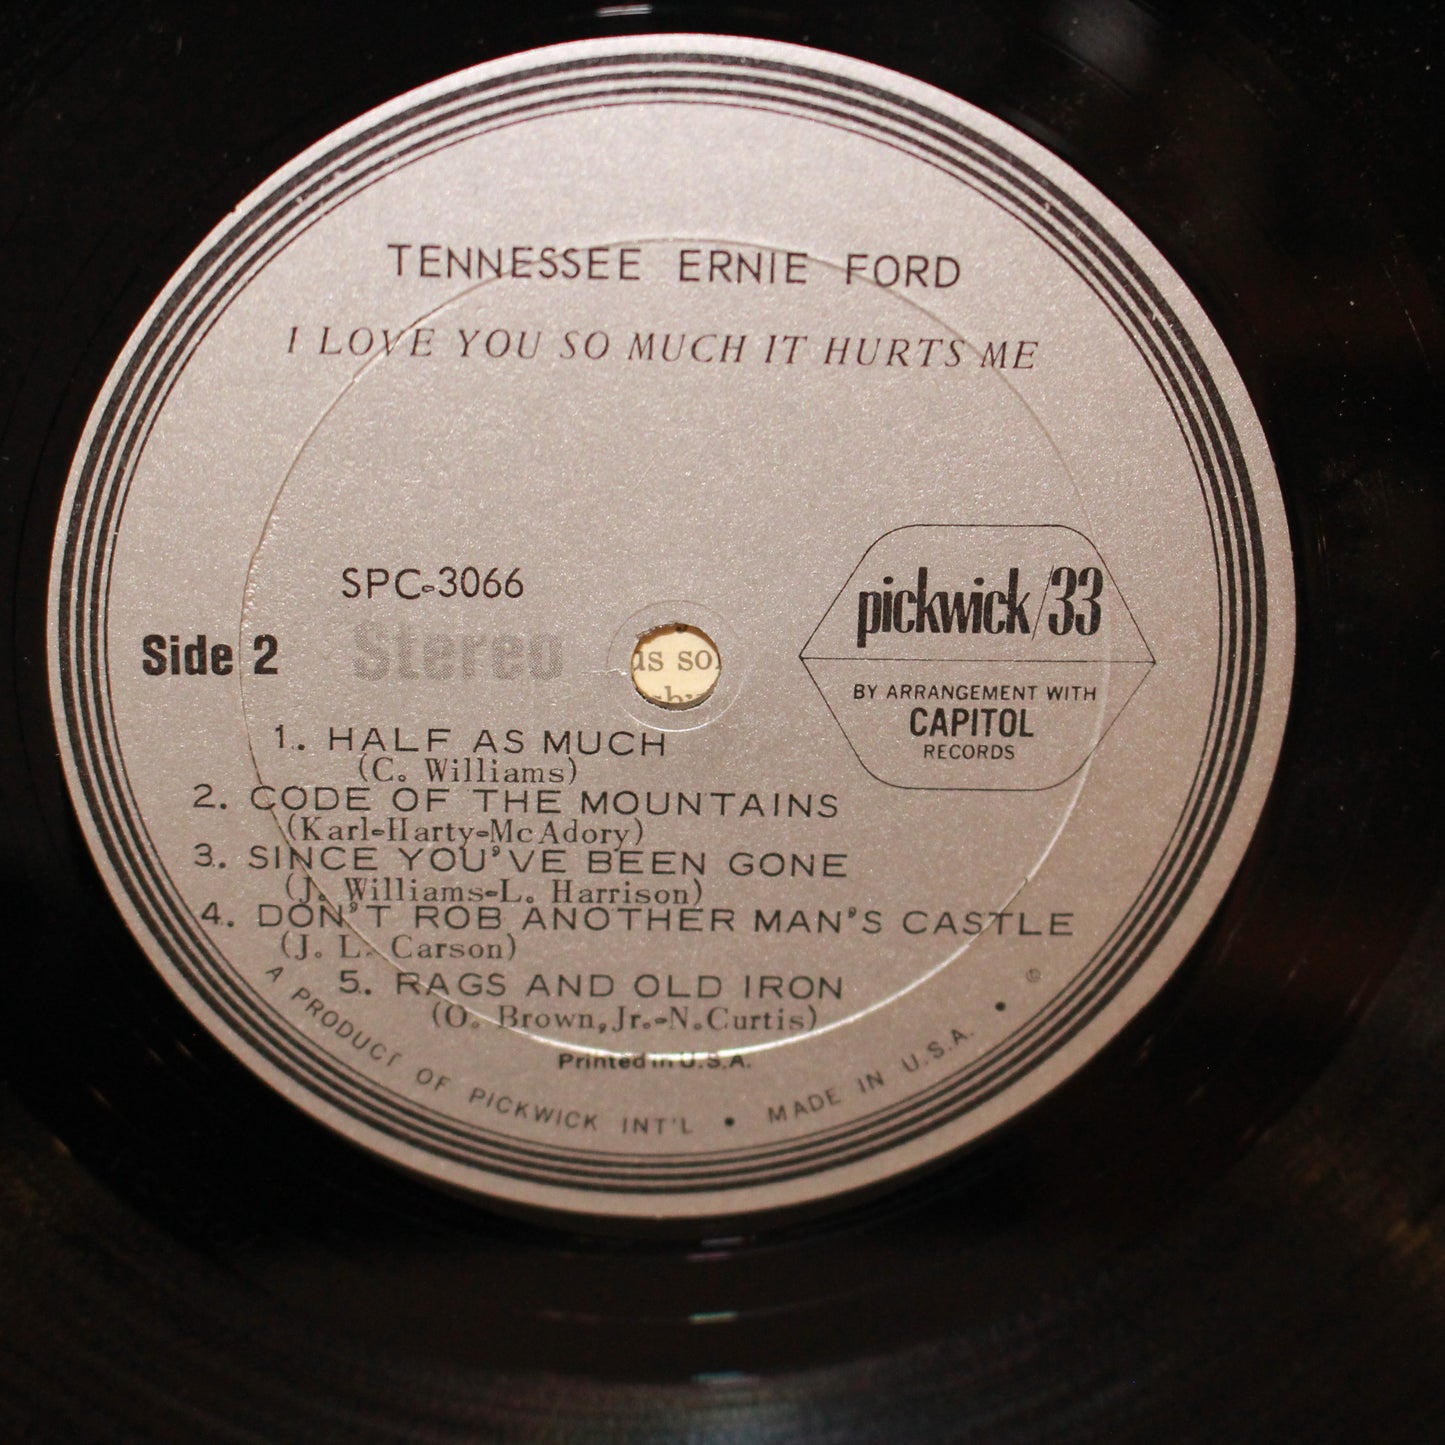 TENNESSEE ERNIE FORD
I LOVE YOU SO MUCH IT HURTS ME
SPC-3066
Side 2
Stereo
us so
pickwick/33
BY ARRANGEMENT WITH
CAPITOL
RECORDS
1. HALF AS MUCH
(C. Williams)
2. CODE OF THE MOUNTAINS
(Karl-Harty-McAdory)
3. SINCE YOU'VE BEEN GONE
(J. Williams-L. Harrison)
4. DON'T ROB ANOTHER MAN'S CASTLE
(J. L. Carson)
5. RAGS AND OLD IRON
(O. Brown,Jr.-N.Curtis)
Printed in U.S.A.
A PRODUCT OF PICKWICK INT'L • MADE IN U.S.A. • ®